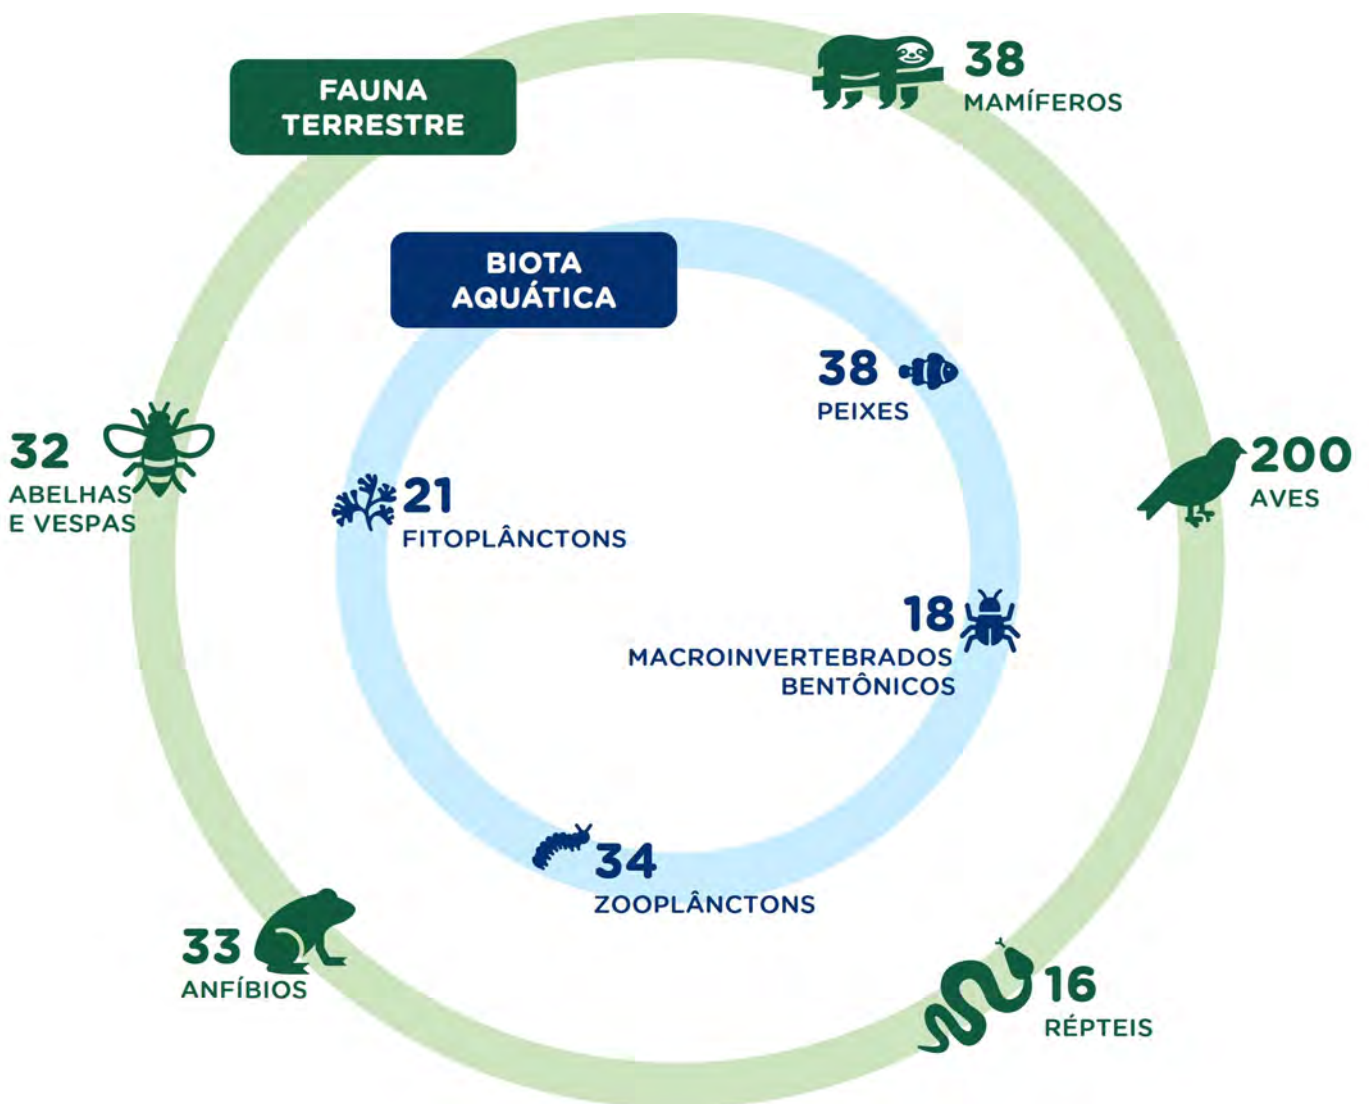 FAUNA
TERRESTRE
38
MAMÍFEROS
BIOTA
AQUÁTICA
38
PEIXES
32
ABELHAS
E VESPAS
200
AVES
21
FITOPLÂNCTONS
18
MACROINVERTEBRADOS
BENTÔNICOS
34
ZOOPLÂNCTONS
33
ANFÍBIOS
16
RÉPTEIS